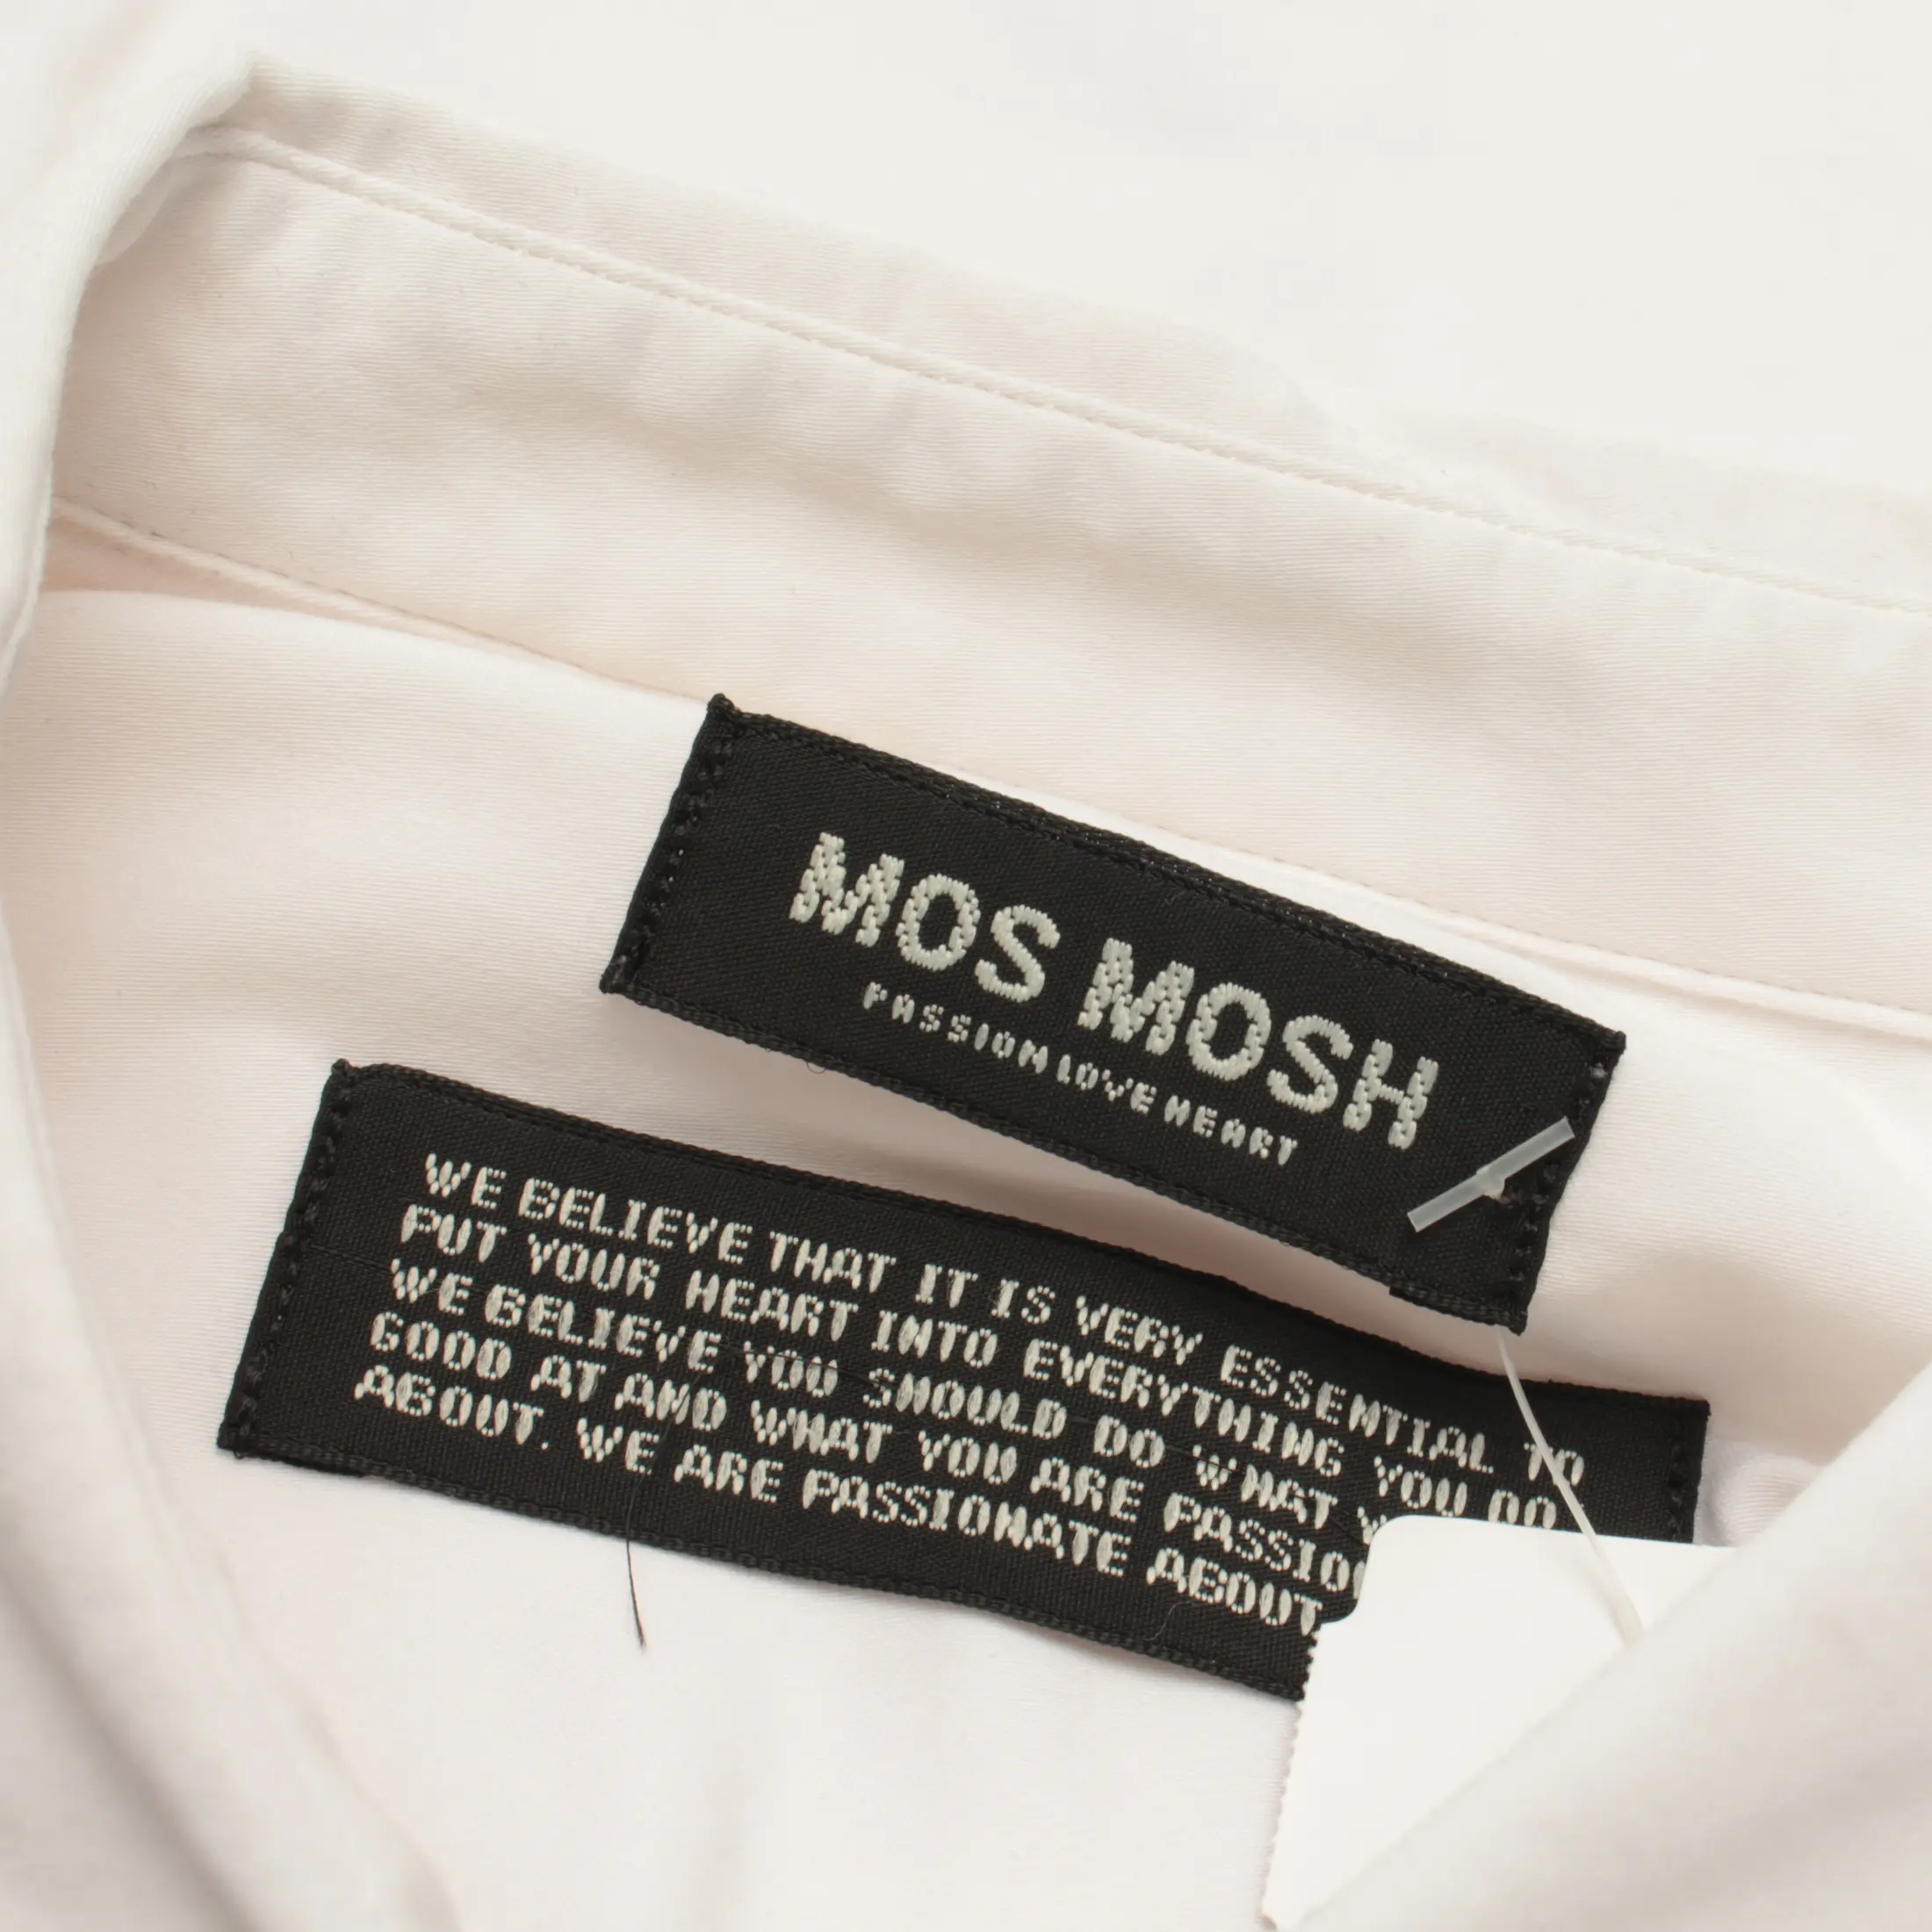 MOS MOSH
PASSION LOVE HEART
WE BELIEVE THAT IT IS VERY ESSENTIAL TO
PUT YOUR HEART INTO EVERYTHING YOU DO.
WE BELIEVE YOU SHOULD DO WHAT
GOOD AT AND WHAT YOU ARE
ABOUT. WE ARE PASSIONATE ABOUT